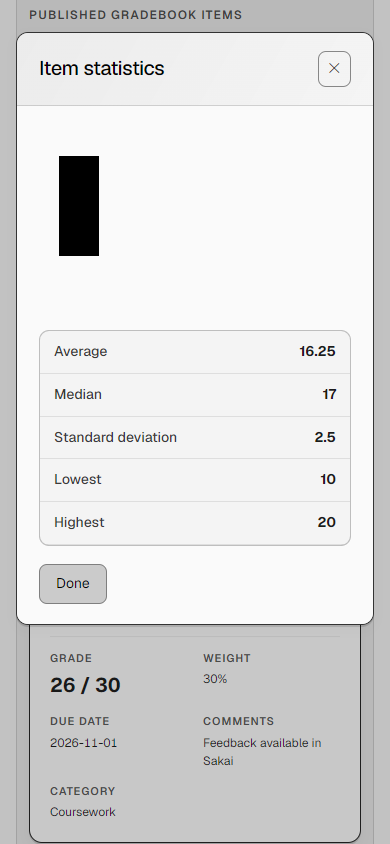 PUBLISHED GRADEBOOK ITEMS
Item statistics
Average 16.25
Median 17
Standard deviation 2.5
Lowest 10
Highest 20
Done
GRADE WEIGHT
26 / 30 30%
DUE DATE COMMENTS
2026-11-01 Feedback available in
Sakai
CATEGORY
Coursework